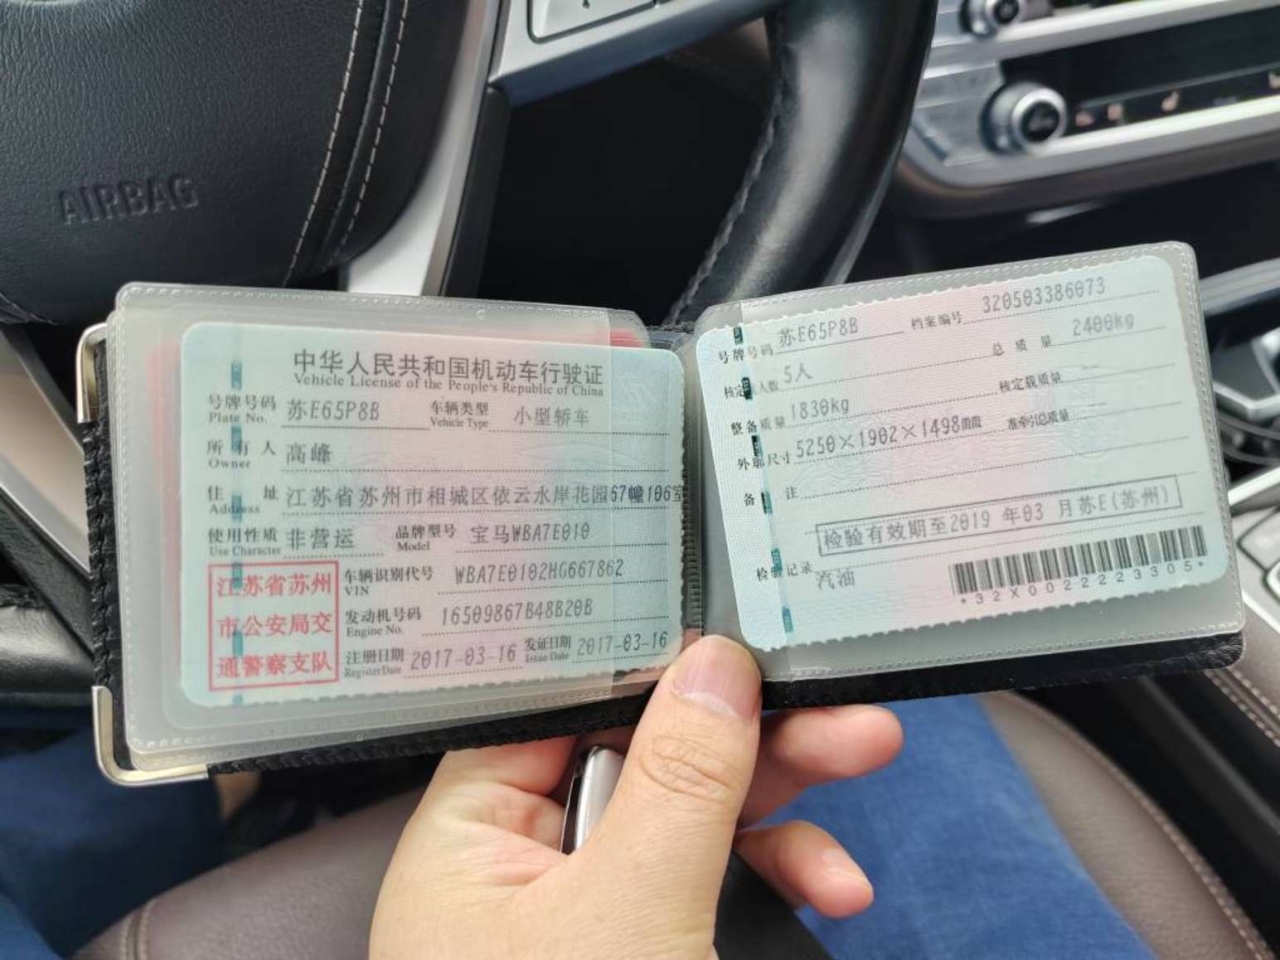 AIRBAG
中华人民共和国机动车行驶证
Vehicle License of the People's Republic of China
号牌号码 苏E65P8B 车辆类型 小型轿车
Plate No. Vehicle Type
所有人 高峰
Owner
住址 江苏省苏州市相城区依云水岸花园67幢106室
Address
使用性质 非营运 品牌型号 宝马WBA7E010
Use Character Model
江苏省苏州
市公安局交
通警察支队
车辆识别代号 WBA7E0102HG667862
VIN
发动机号码 16509867B48B20B
Engine No.
注册日期 2017-03-16 发证日期 2017-03-16
Register Date Issue Date
号牌号码 苏E65P8B 档案编号 320503386073
核定人数 5人 总质量 2400kg
整备质量 1830kg 核定载质量 --
外廓尺寸 5250×1902×1498mm 准牵引总质量 --
备注
检验有效期至2019 年03 月苏E(苏州)
检验记录 汽油
*32X0022223305*